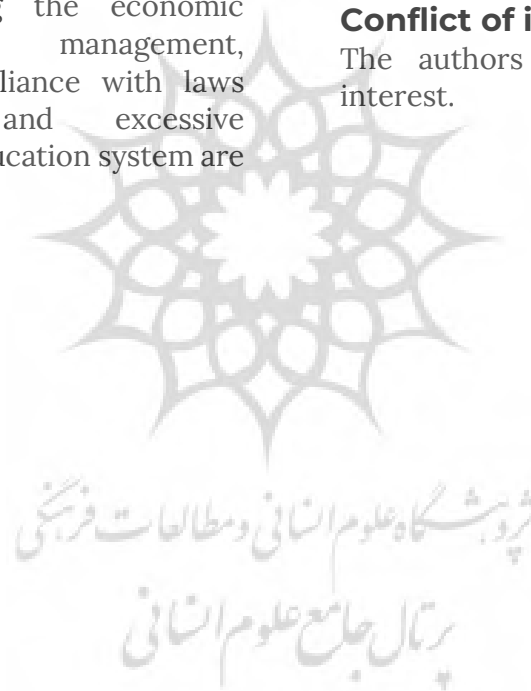 the economic
management,
liance with laws
and excessive
ucation system are
Conflict of i
The authors
interest.
پژوهشگاه علوم انسانی و مطالعات فرهنگی
پرتال جامع علوم انسانی